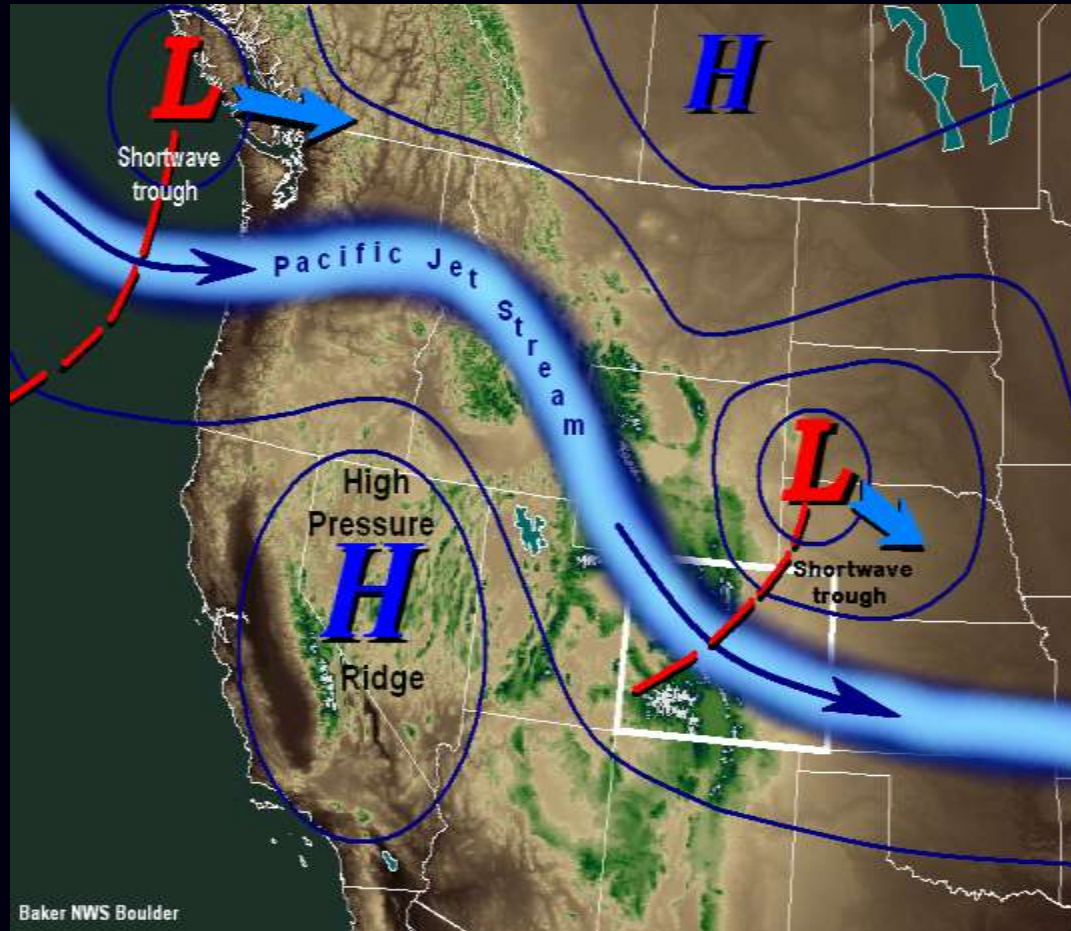 L
H
Shortwave
trough
Pacific Jet Stream
High
Pressure
H
Ridge
L
Shortwave
trough
Baker NWS Boulder